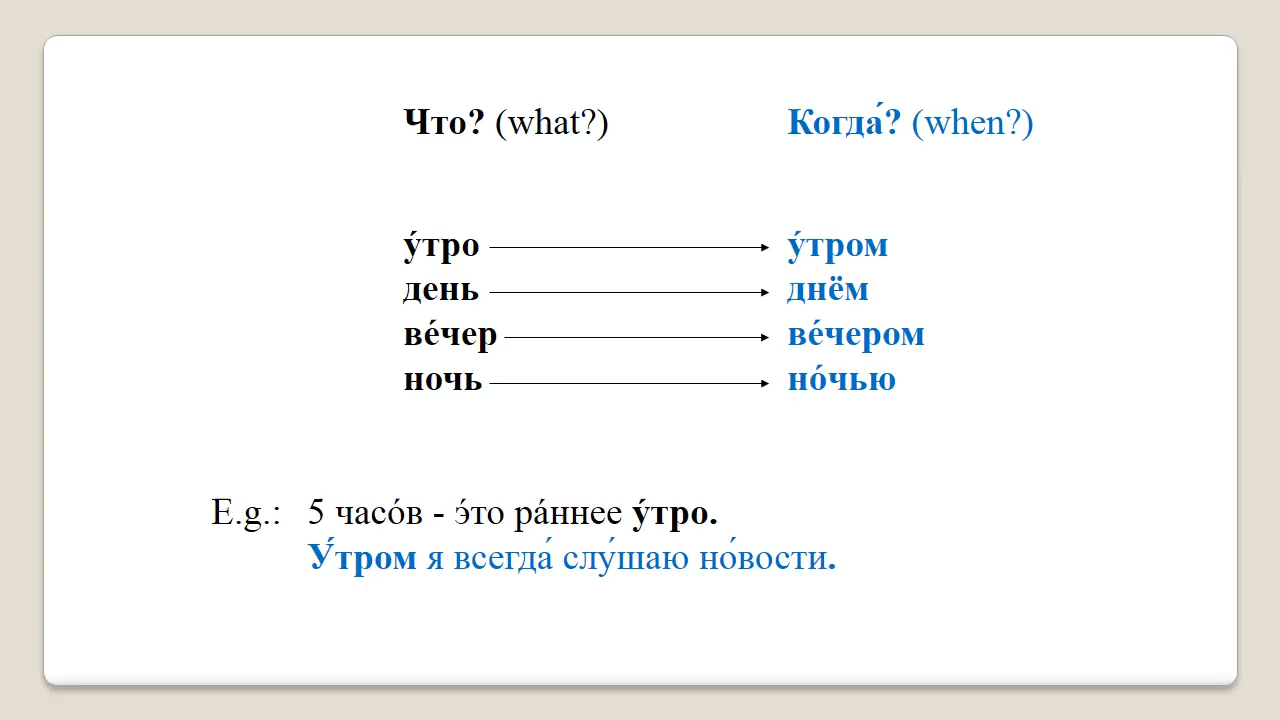 Что? (what?) Когда́? (when?)
у́тро у́тром
день днём
ве́чер ве́чером
ночь но́чью
E.g.: 5 часо́в - э́то ра́ннее у́тро.
У́тром я всегда́ слу́шаю но́вости.